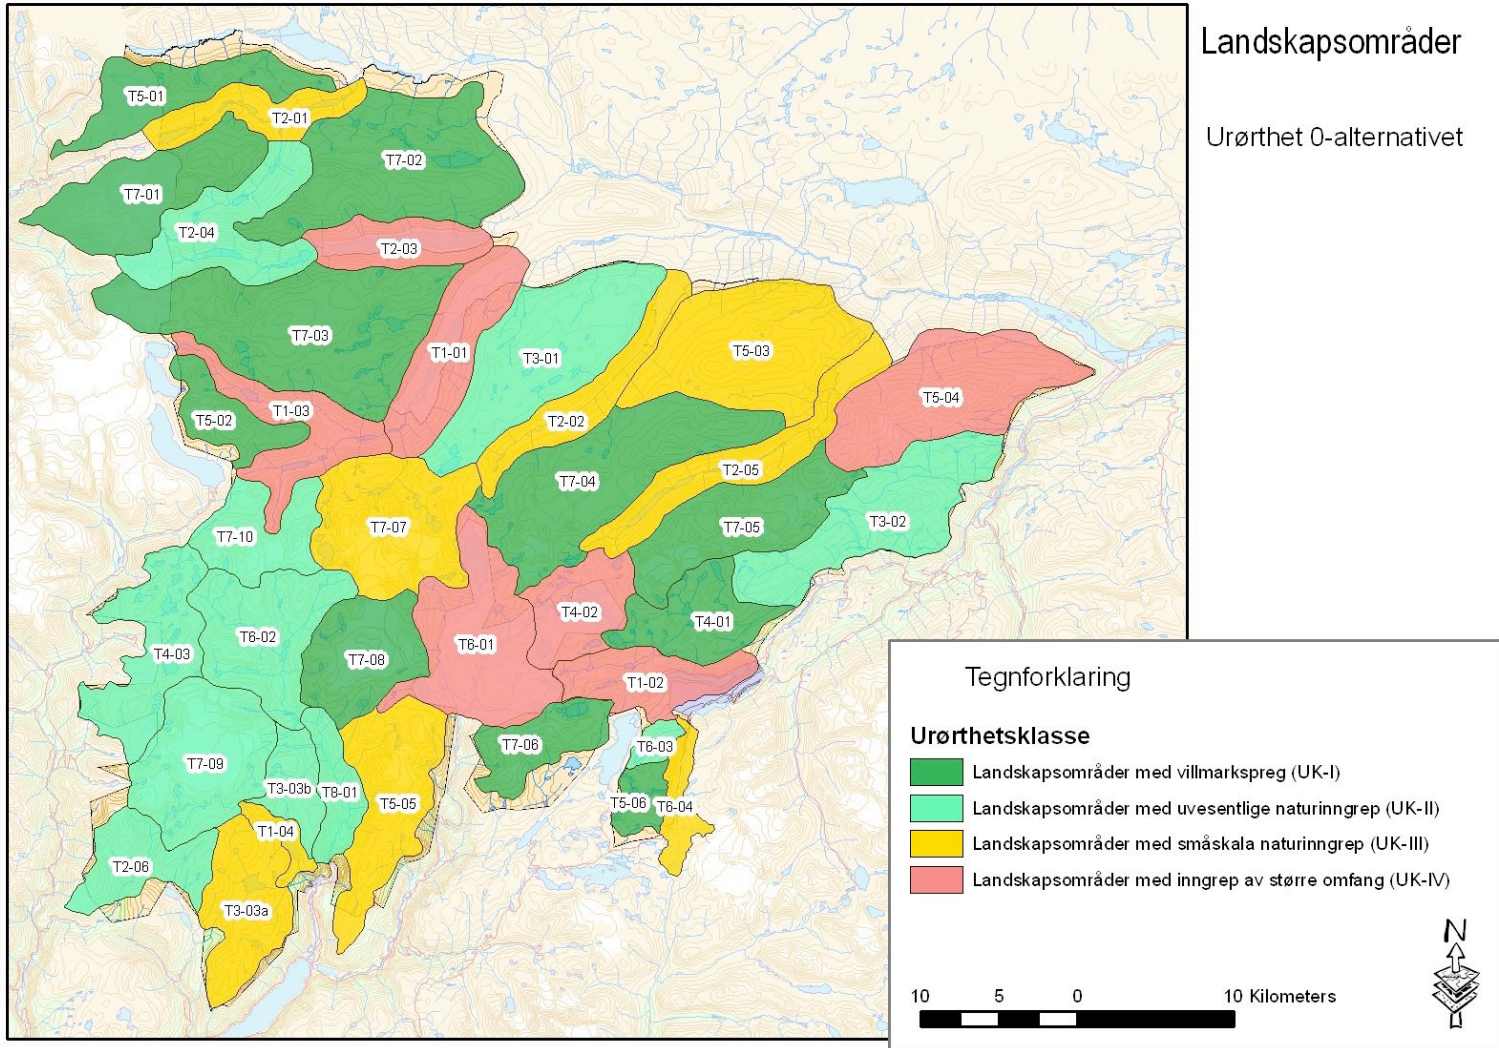 Landskapsområder
Urørthet 0-alternativet
T5-01
T2-01
T7-02
T7-01
T2-04
T2-03
T7-03
T1-01
T3-01
T5-03
T5-04
T1-03
T5-02
T2-02
T2-05
T7-04
T7-05
T3-02
T7-10
T7-07
T4-02
T4-01
T6-02
T6-01
T4-03
T7-08
T1-02
T7-06
T6-03
T7-09
T3-03b
T8-01
T5-05
T5-06
T6-04
T1-04
T2-06
T3-03a
Tegnforklaring
Urørthetsklasse
Landskapsområder med villmarkspreg (UK-I)
Landskapsområder med uvesentlige naturinngrep (UK-II)
Landskapsområder med småskala naturinngrep (UK-III)
Landskapsområder med inngrep av större omfang (UK-IV)
N
10 5 0 10 Kilometers